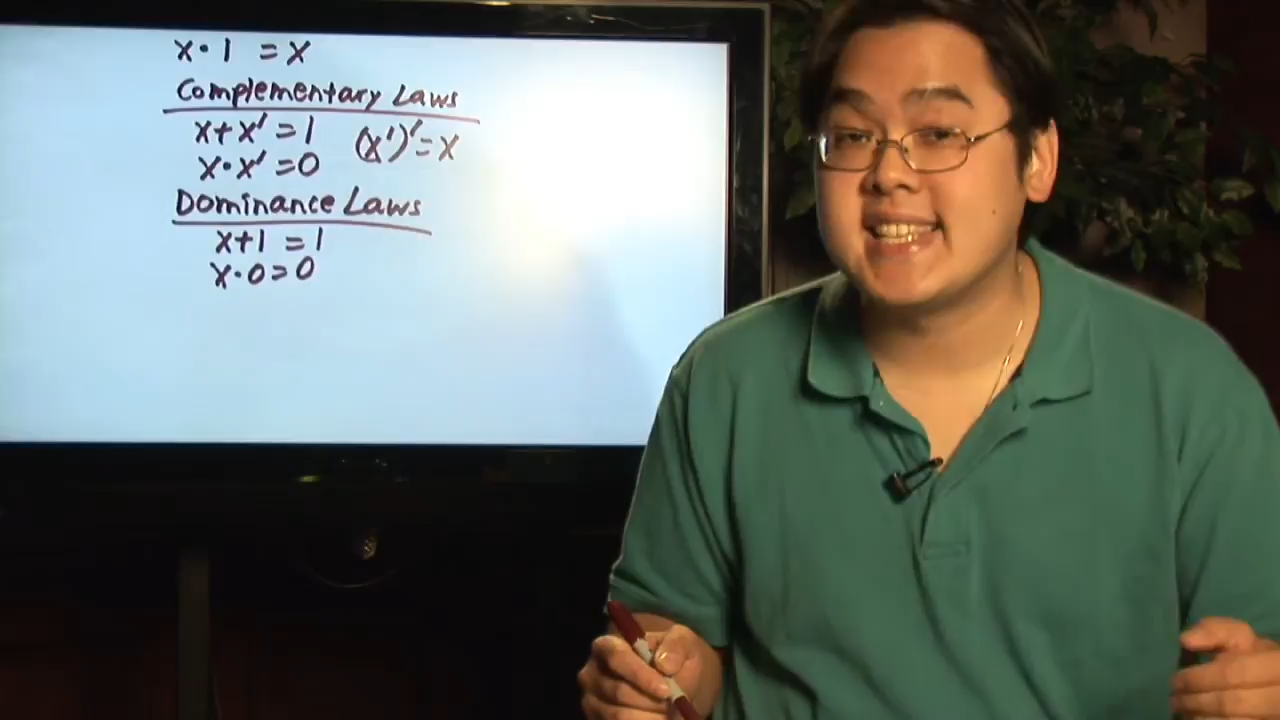 x·1 = x
Complementary Laws
x+x' = 1 (x')' = x
x·x' = 0
Dominance Laws
x+1 = 1
x·0 = 0